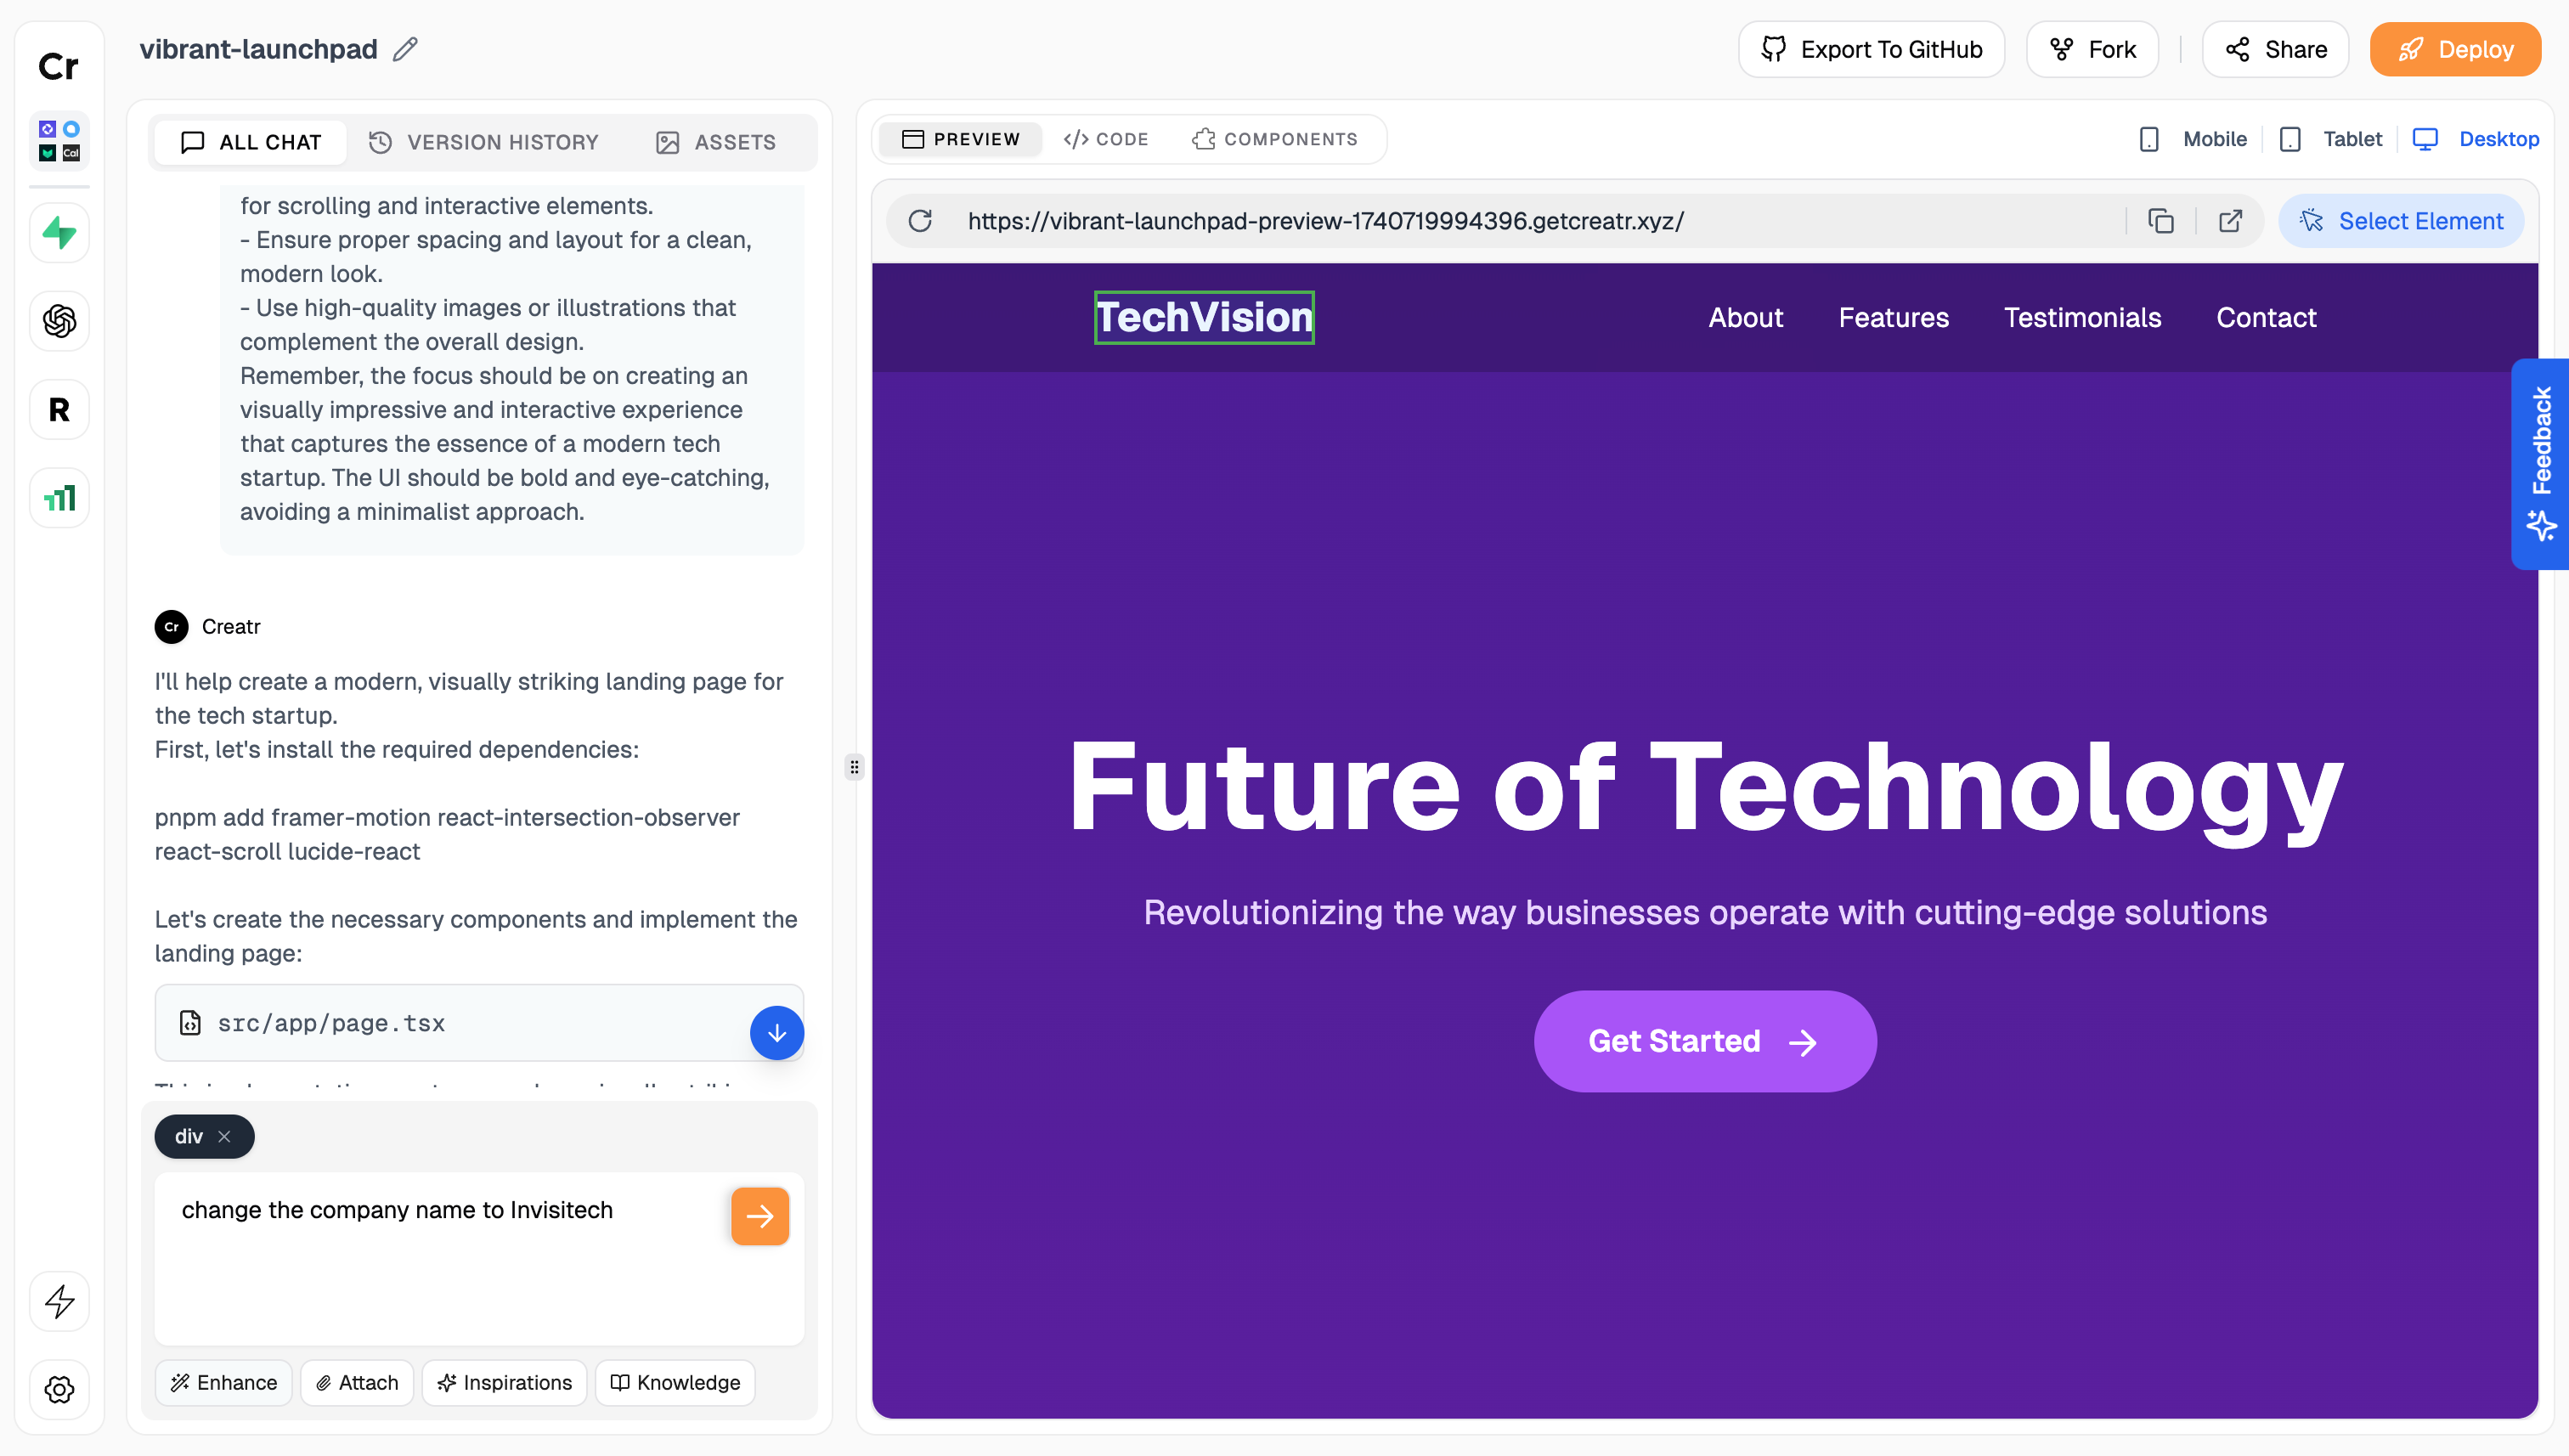 Cr
vibrant-launchpad
Export To GitHub
Fork
Share
Deploy
Cal
R
ALL CHAT
VERSION HISTORY
ASSETS
for scrolling and interactive elements.
- Ensure proper spacing and layout for a clean,
modern look.
- Use high-quality images or illustrations that
complement the overall design.
Remember, the focus should be on creating an
visually impressive and interactive experience
that captures the essence of a modern tech
startup. The UI should be bold and eye-catching,
avoiding a minimalist approach.
Cr
Creatr
I'll help create a modern, visually striking landing page for
the tech startup.
First, let's install the required dependencies:
pnpm add framer-motion react-intersection-observer
react-scroll lucide-react
Let's create the necessary components and implement the
landing page:
src/app/page.tsx
div
change the company name to Invisitech
Enhance
Attach
Inspirations
Knowledge
PREVIEW
CODE
COMPONENTS
Mobile
Tablet
Desktop
https://vibrant-launchpad-preview-1740719994396.getcreatr.xyz/
Select Element
TechVision
About
Features
Testimonials
Contact
Future of Technology
Revolutionizing the way businesses operate with cutting-edge solutions
Get Started
Feedback